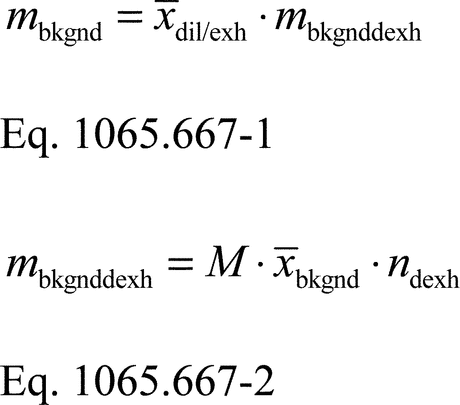 m_bkgnd = x̄_dil/exh · m_bkgnddexh
Eq. 1065.667-1
m_bkgnddexh = M · x̄_bkgnd · n_dexh
Eq. 1065.667-2